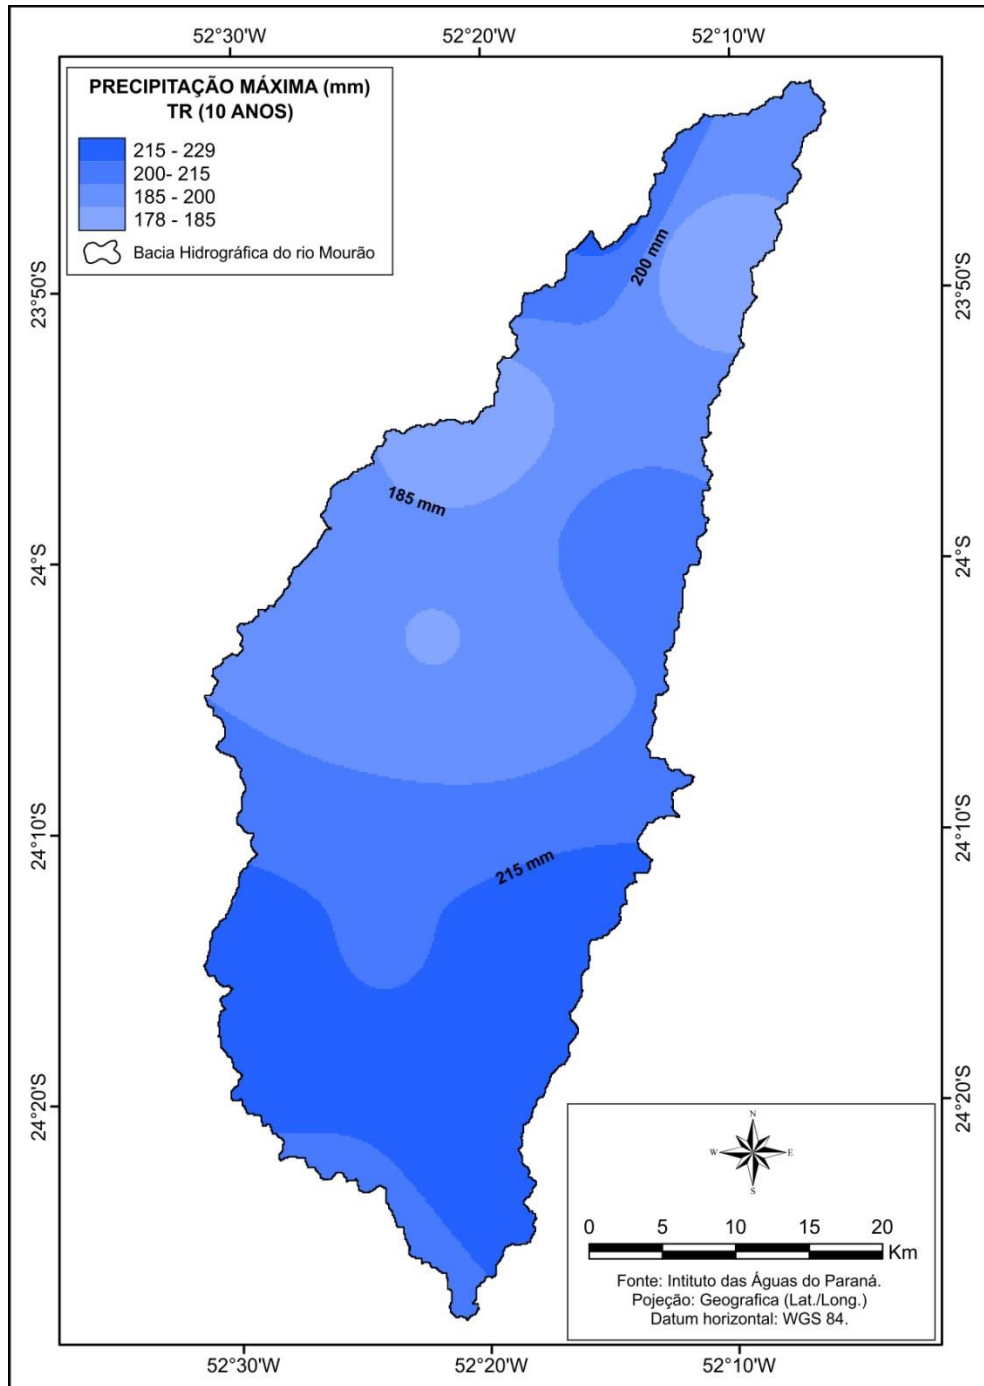 52°30'W 52°20'W 52°10'W
PRECIPITAÇÃO MÁXIMA (mm)
TR (10 ANOS)
215 - 229
200- 215
185 - 200
178 - 185
Bacia Hidrográfica do rio Mourão
200 mm
23°50'S 23°50'S
185 mm
24°S 24°S
24°10'S 24°10'S
215 mm
24°20'S 24°20'S
N
W E
S
0 5 10 15 20
Km
Fonte: Intituto das Águas do Paraná.
Pojeção: Geografica (Lat./Long.)
Datum horizontal: WGS 84.
52°30'W 52°20'W 52°10'W